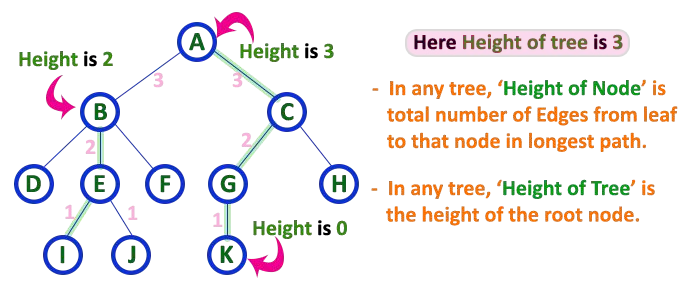 A
Height is 3
Here Height of tree is 3
Height is 2
3
3
- In any tree, ‘Height of Node’ is
total number of Edges from leaf
to that node in longest path.
B
C
2
2
D
E
F
G
H
- In any tree, ‘Height of Tree’ is
the height of the root node.
1
1
1
Height is 0
I
J
K